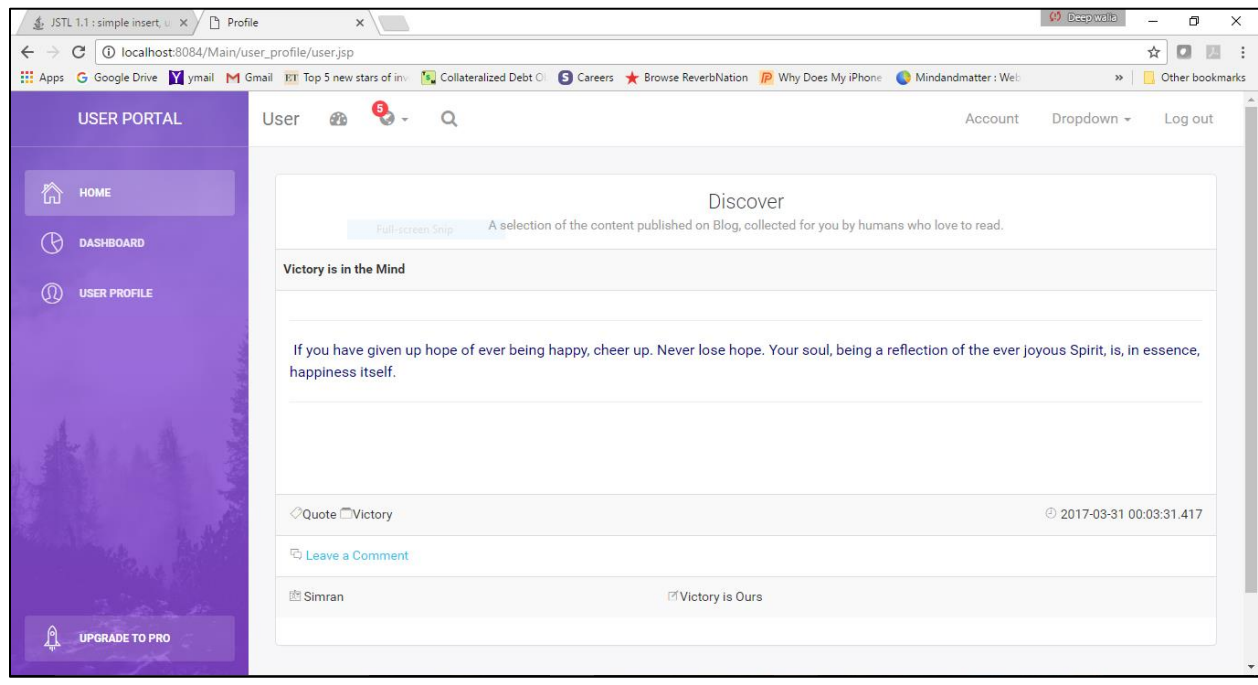 JSTL 1.1 : simple insert, u
Profile
Deep walia
localhost:8084/Main/user_profile/user.jsp
Apps Google Drive ymail Gmail Top 5 new stars of inv Collateralized Debt O Careers Browse ReverbNation Why Does My iPhone Mindandmatter : Web » Other bookmarks
USER PORTAL
User 5 Account Dropdown Log out
HOME
DASHBOARD
USER PROFILE
UPGRADE TO PRO
Discover
Full-screen Snip
A selection of the content published on Blog, collected for you by humans who love to read.
Victory is in the Mind
If you have given up hope of ever being happy, cheer up. Never lose hope. Your soul, being a reflection of the ever joyous Spirit, is, in essence,
happiness itself.
Quote Victory 2017-03-31 00:03:31.417
Leave a Comment
Simran Victory is Ours